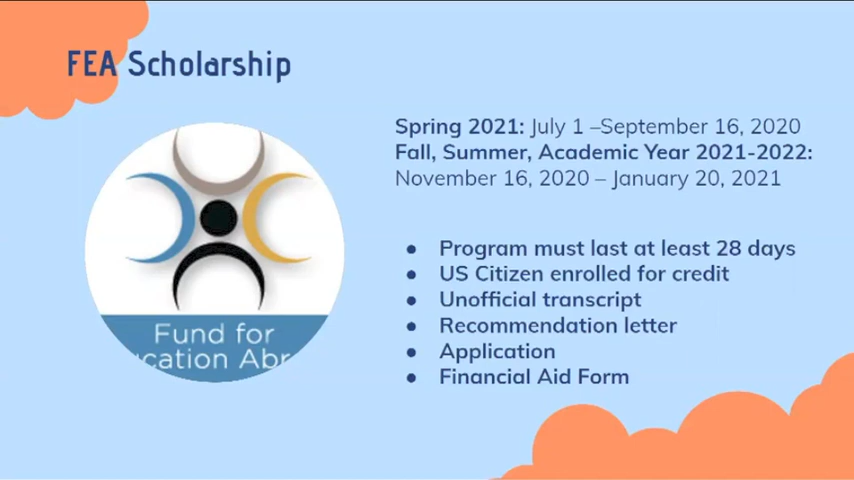 FEA Scholarship
Spring 2021: July 1 –September 16, 2020
Fall, Summer, Academic Year 2021-2022:
November 16, 2020 – January 20, 2021
● Program must last at least 28 days
● US Citizen enrolled for credit
● Unofficial transcript
● Recommendation letter
● Application
● Financial Aid Form
Fund for